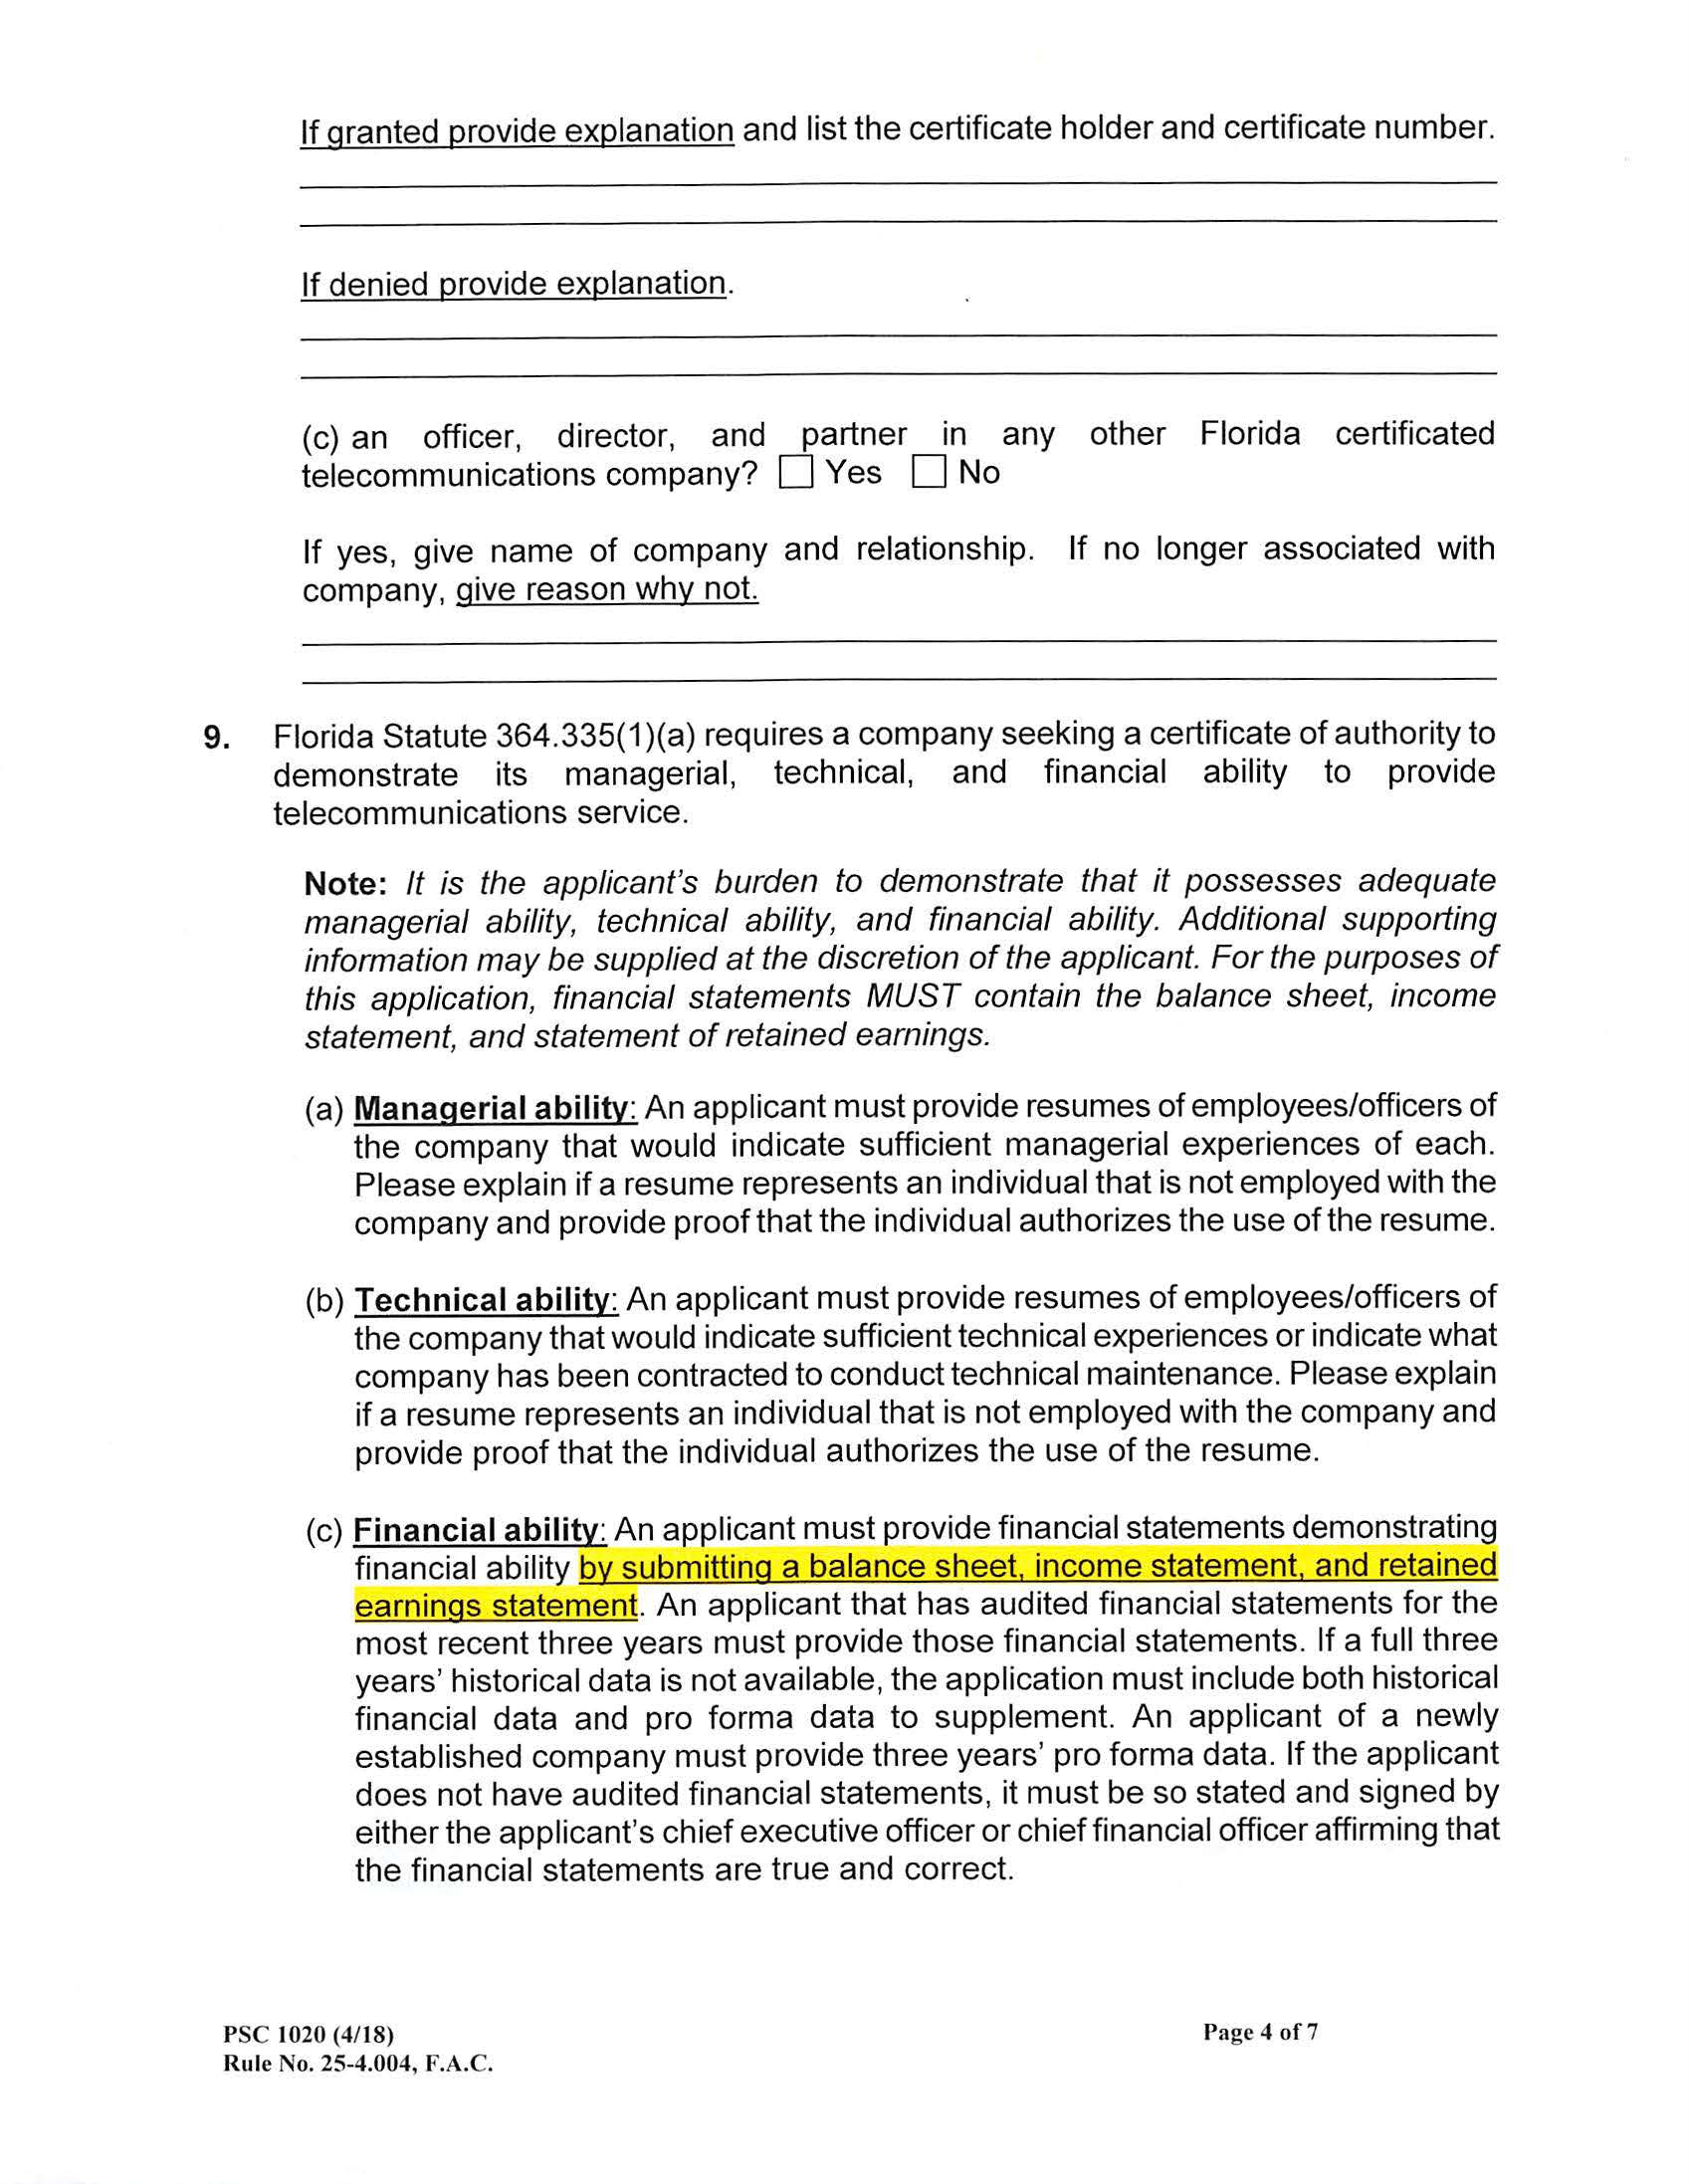 If granted provide explanation and list the certificate holder and certificate number.
If denied provide explanation.
(c) an officer, director, and partner in any other Florida certificated
telecommunications company? ☐ Yes ☐ No
If yes, give name of company and relationship. If no longer associated with
company, give reason why not.
9. Florida Statute 364.335(1)(a) requires a company seeking a certificate of authority to
demonstrate its managerial, technical, and financial ability to provide
telecommunications service.
Note: It is the applicant's burden to demonstrate that it possesses adequate
managerial ability, technical ability, and financial ability. Additional supporting
information may be supplied at the discretion of the applicant. For the purposes of
this application, financial statements MUST contain the balance sheet, income
statement, and statement of retained earnings.
(a) Managerial ability: An applicant must provide resumes of employees/officers of
the company that would indicate sufficient managerial experiences of each.
Please explain if a resume represents an individual that is not employed with the
company and provide proof that the individual authorizes the use of the resume.
(b) Technical ability: An applicant must provide resumes of employees/officers of
the company that would indicate sufficient technical experiences or indicate what
company has been contracted to conduct technical maintenance. Please explain
if a resume represents an individual that is not employed with the company and
provide proof that the individual authorizes the use of the resume.
(c) Financial ability: An applicant must provide financial statements demonstrating
financial ability by submitting a balance sheet, income statement, and retained
earnings statement. An applicant that has audited financial statements for the
most recent three years must provide those financial statements. If a full three
years' historical data is not available, the application must include both historical
financial data and pro forma data to supplement. An applicant of a newly
established company must provide three years' pro forma data. If the applicant
does not have audited financial statements, it must be so stated and signed by
either the applicant's chief executive officer or chief financial officer affirming that
the financial statements are true and correct.
PSC 1020 (4/18) Page 4 of 7
Rule No. 25-4.004, F.A.C.